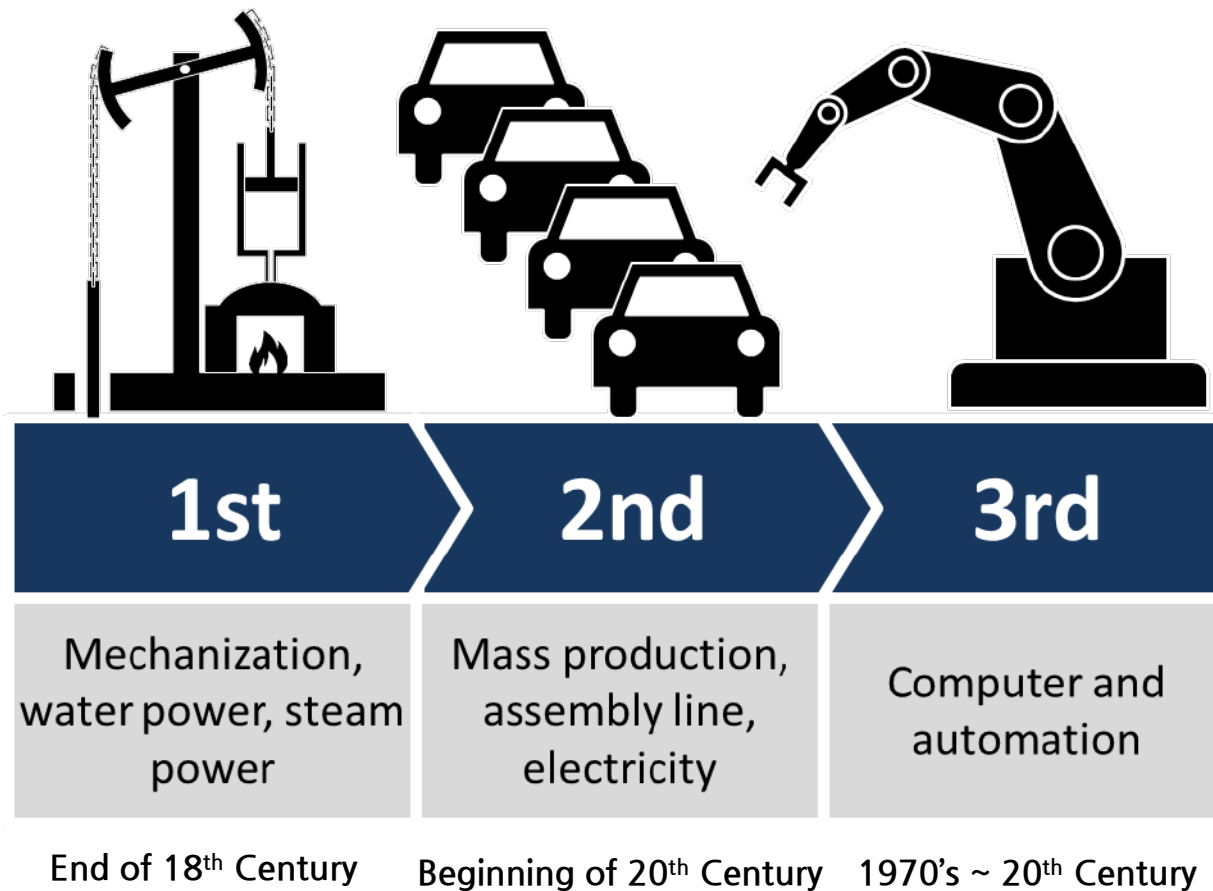 1st
2nd
3rd
Mechanization,
water power, steam
power
Mass production,
assembly line,
electricity
Computer and
automation
End of 18th Century
Beginning of 20th Century
1970's ~ 20th Century